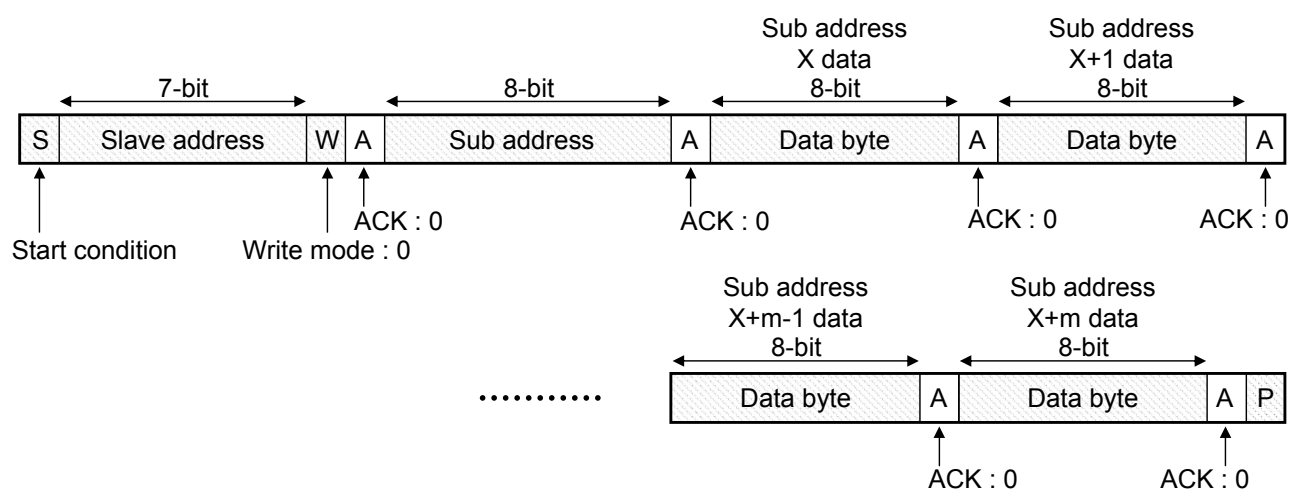 Sub address
X data
8-bit
Sub address
X+1 data
8-bit
7-bit
8-bit
S
Slave address
W
A
Sub address
A
Data byte
A
Data byte
A
ACK : 0
ACK : 0
ACK : 0
ACK : 0
Start condition
Write mode : 0
Sub address
X+m-1 data
8-bit
Sub address
X+m data
8-bit
...........
Data byte
A
Data byte
A
P
ACK : 0
ACK : 0